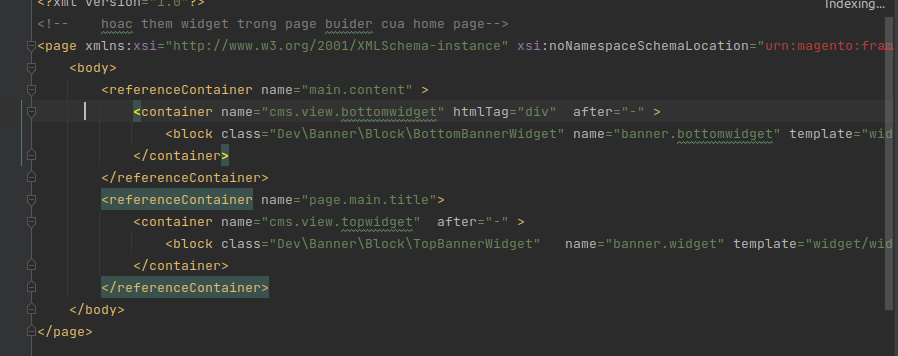 <?xml version="1.0"?>
Indexing...
<!-- hoac them widget trong page buider cua home page-->
<page xmlns:xsi="http://www.w3.org/2001/XMLSchema-instance" xsi:noNamespaceSchemaLocation="urn:magento:fram
<body>
<referenceContainer name="main.content" >
<container name="cms.view.bottomwidget" htmlTag="div" after="-" >
<block class="Dev\Banner\Block\BottomBannerWidget" name="banner.bottomwidget" template="wid
</container>
</referenceContainer>
<referenceContainer name="page.main.title">
<container name="cms.view.topwidget" after="-" >
<block class="Dev\Banner\Block\TopBannerWidget" name="banner.widget" template="widget/wid
</container>
</referenceContainer>
</body>
</page>